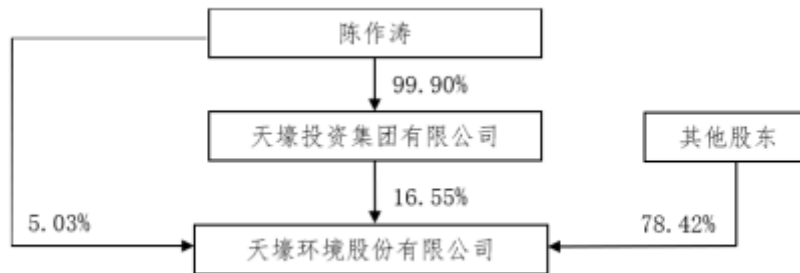 陈作涛
99.90%
天壕投资集团有限公司
其他股东
16.55%
5.03%
78.42%
天壕环境股份有限公司